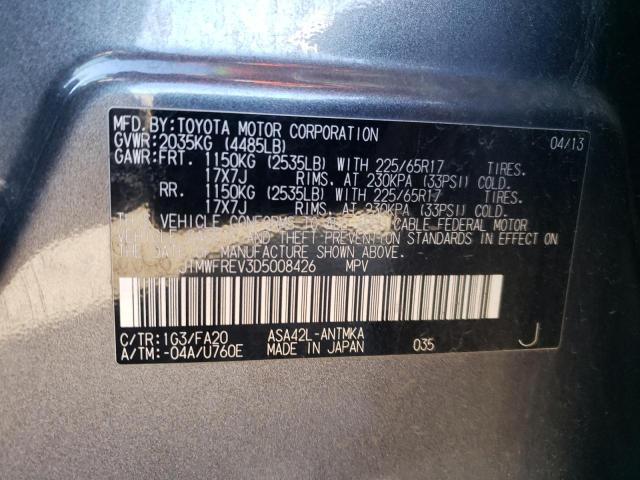 MFD.BY:TOYOTA MOTOR CORPORATION 04/13
GVWR:2035KG (4485LB)
GAWR:FRT. 1150KG (2535LB) WITH 225/65R17 TIRES.
17X7J RIMS. AT 230KPA (33PSI) COLD.
RR. 1150KG (2535LB) WITH 225/65R17 TIRES.
17X7J RIMS. AT 230KPA (33PSI) COLD.
VEHICLE CONFORMS CABLE FEDERAL MOTOR
AND THEFT PREVENTION STANDARDS IN EFFECT
MANUFACTURE SHOWN ABOVE.
JTMWFREV3D5008426 MPV
C/TR:1G3/FA20 ASA42L-ANTMKA
A/TM:-04A/U760E MADE IN JAPAN 035 J